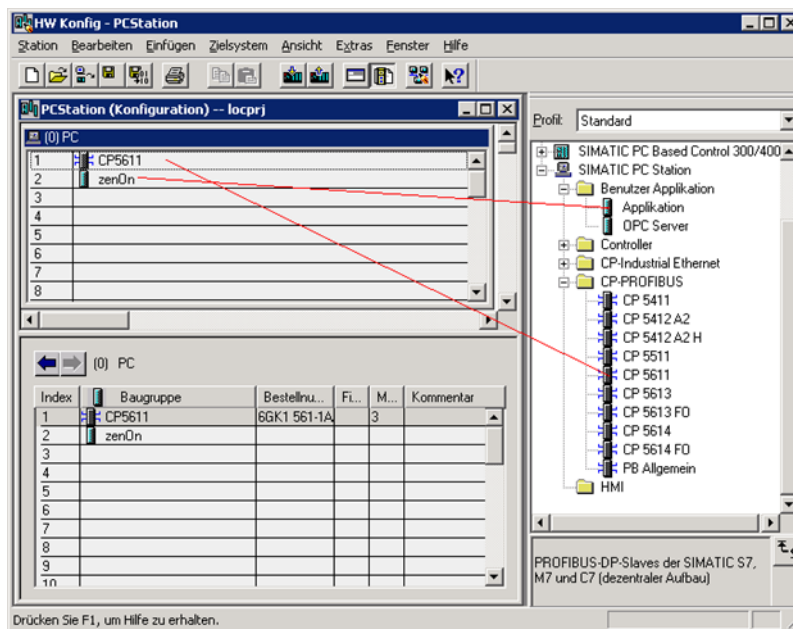 HW Konfig - PCStation
Station Bearbeiten Einfügen Zielsystem Ansicht Extras Fenster Hilfe
PCStation (Konfiguration) -- locprj
(0) PC
1 CP5611
2 zenOn
3
4
5
6
7
8
(0) PC
Index Baugruppe Bestellnu... Fi... M... Kommentar
1 CP5611 6GK1 561-1A 3
2 zenOn
3
4
5
6
7
8
9
10
Profil: Standard
SIMATIC PC Based Control 300/400
SIMATIC PC Station
Benutzer Applikation
Applikation
OPC Server
Controller
CP-Industrial Ethernet
CP-PROFIBUS
CP 5411
CP 5412 A2
CP 5412 A2 H
CP 5511
CP 5611
CP 5613
CP 5613 FO
CP 5614
CP 5614 FO
PB Allgemein
HMI
PROFIBUS-DP-Slaves der SIMATIC S7,
M7 und C7 (dezentraler Aufbau)
Drücken Sie F1, um Hilfe zu erhalten.